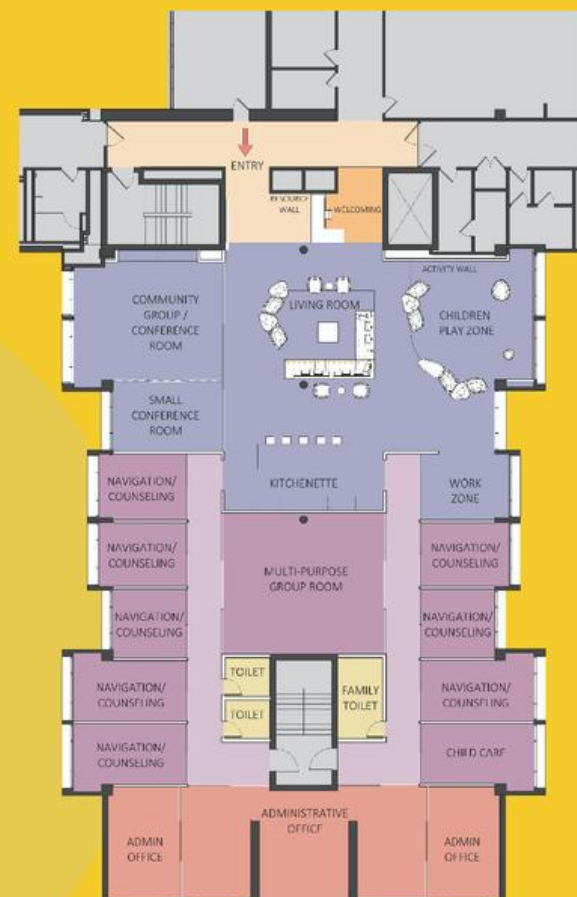 ENTRY
RESOURCE
WALL
WELCOMING
ACTIVITY WALL
COMMUNITY
GROUP /
CONFERENCE
ROOM
LIVING ROOM
CHILDREN
PLAY ZONE
SMALL
CONFERENCE
ROOM
KITCHENETTE
WORK
ZONE
NAVIGATION/
COUNSELING
NAVIGATION/
COUNSELING
MULTI-PURPOSE
GROUP ROOM
NAVIGATION/
COUNSELING
NAVIGATION/
COUNSELING
NAVIGATION/
COUNSELING
NAVIGATION/
COUNSELING
TOILET
FAMILY
TOILET
NAVIGATION/
COUNSELING
TOILET
NAVIGATION/
COUNSELING
CHILD CARE
ADMINISTRATIVE
OFFICE
ADMIN
OFFICE
ADMIN
OFFICE